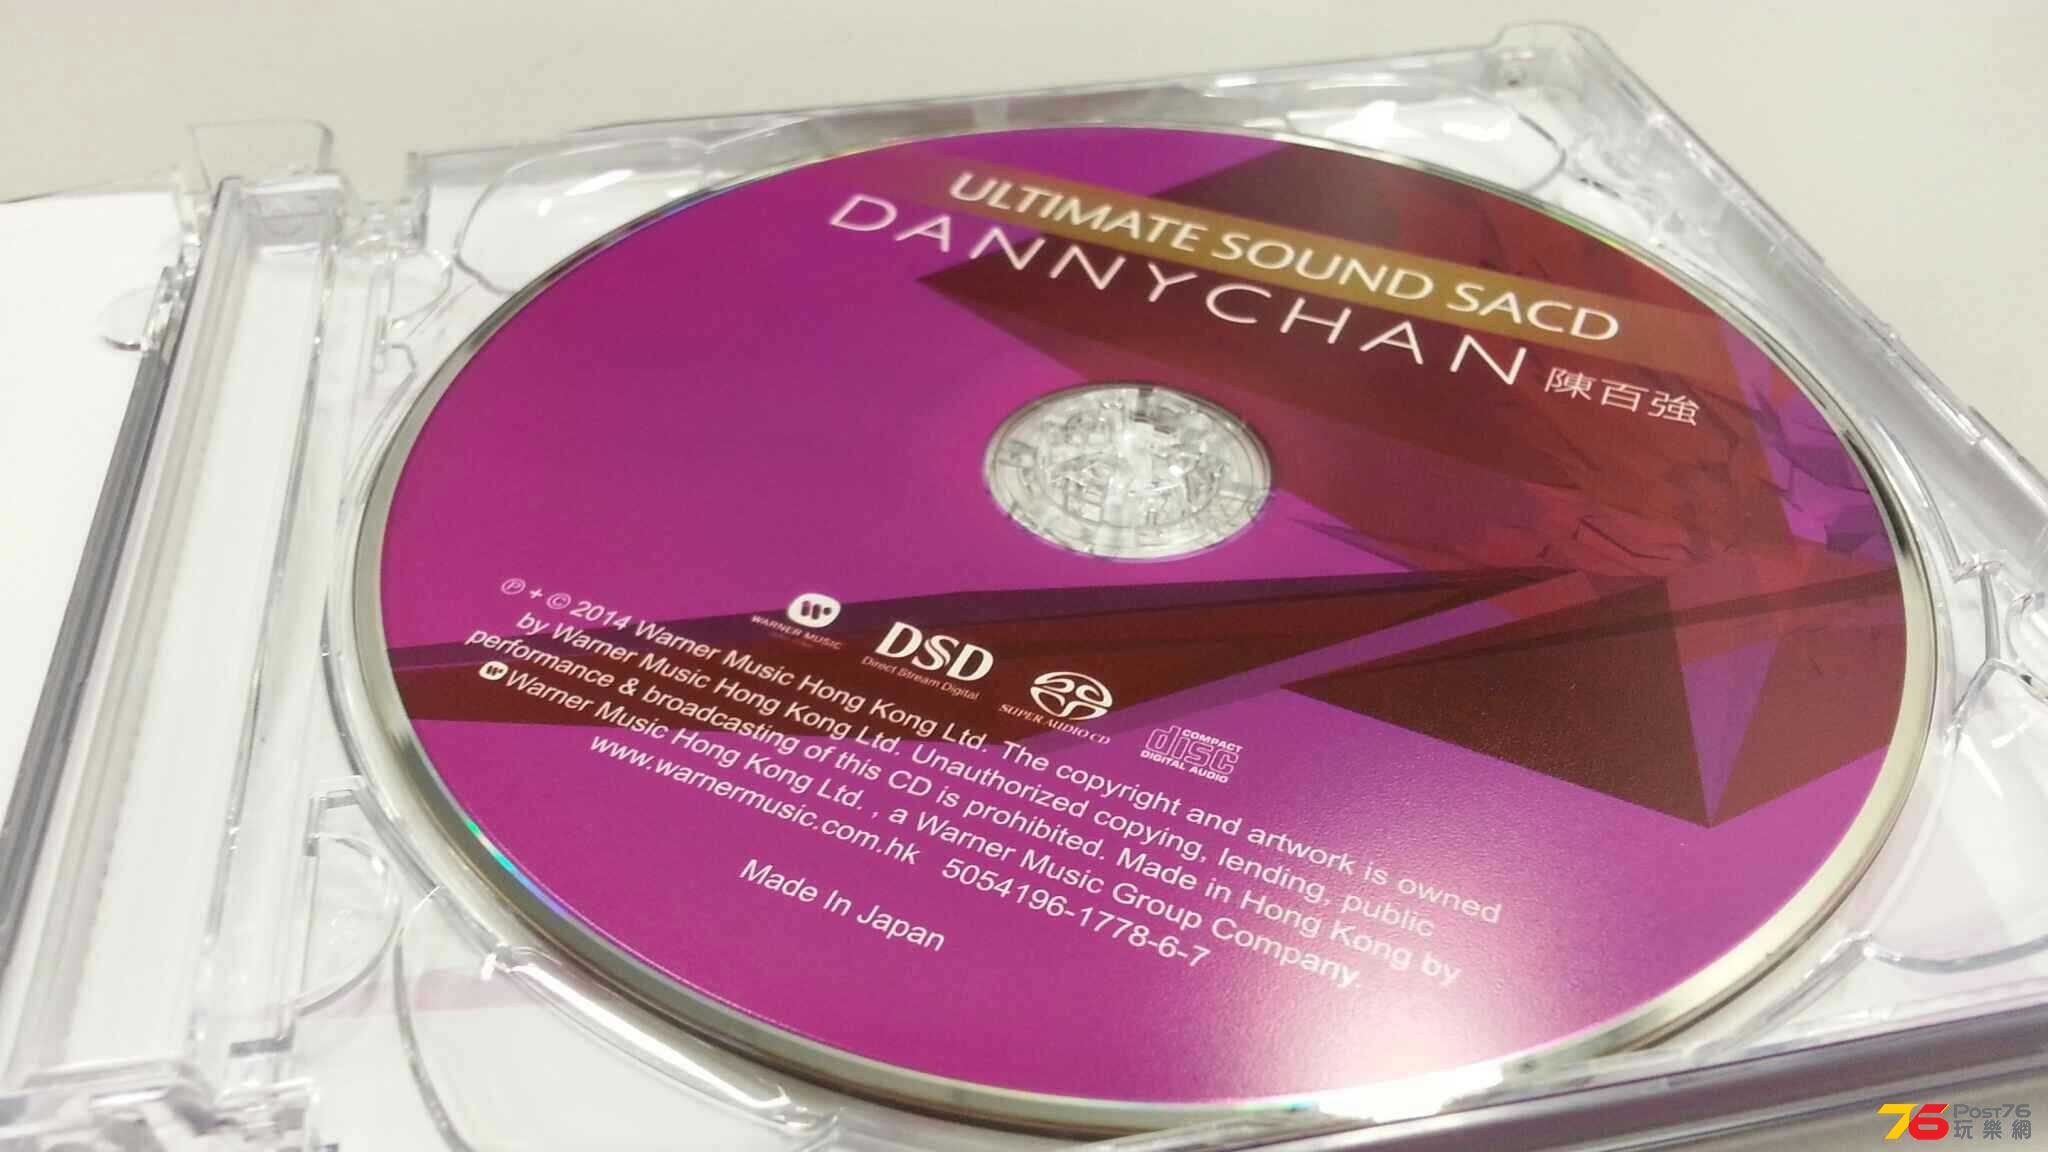 ULTIMATE SOUND SACD
DANNY CHAN 陳百強
WARNER MUSIC
DSD
Direct Stream Digital
SUPER AUDIO CD
COMPACT
disc
DIGITAL AUDIO
℗ + © 2014 Warner Music Hong Kong Ltd. The copyright and artwork is owned
by Warner Music Hong Kong Ltd. Unauthorized copying, lending, public
performance & broadcasting of this CD is prohibited. Made in Hong Kong by
Warner Music Hong Kong Ltd. , a Warner Music Group Company.
www.warnermusic.com.hk 5054196-1778-6-7
Made In Japan
76 Post76
玩樂網